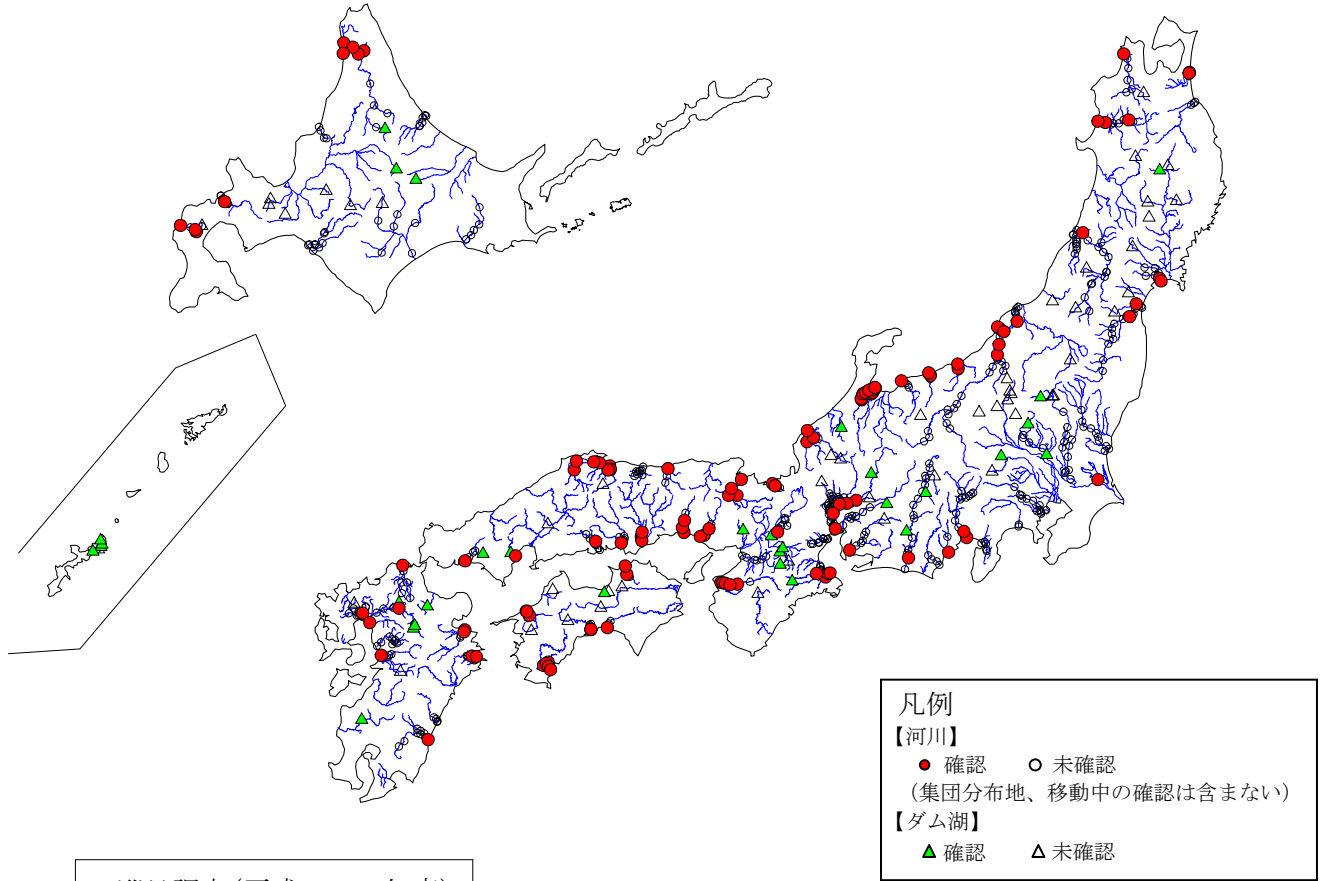 凡例
【河川】
確認 未確認
（集団分布地、移動中の確認は含まない）
【ダム湖】
確認 未確認